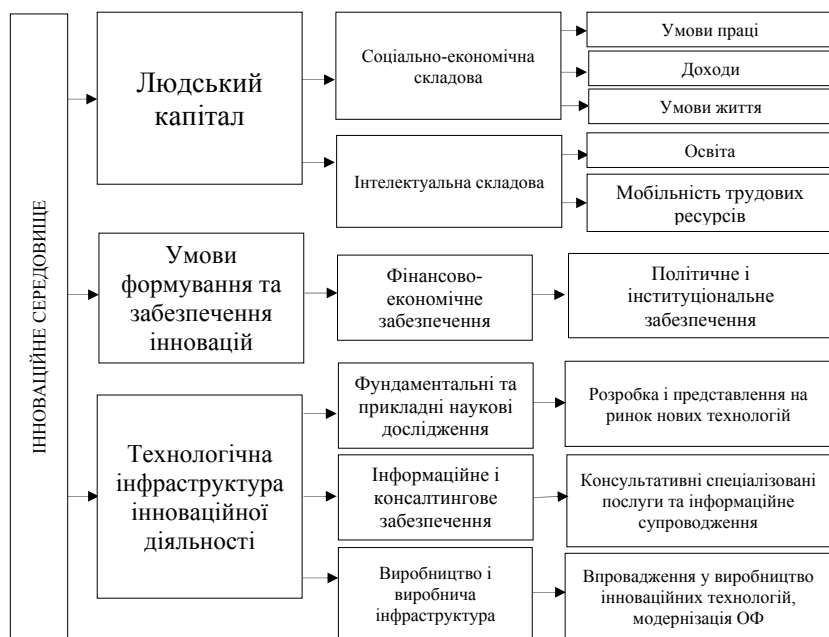 ІННОВАЦІЙНЕ СЕРЕДОВИЩЕ
Людський
капітал
Соціально-економічна
складова
Умови праці
Доходи
Умови життя
Інтелектуальна складова
Освіта
Мобільність трудових
ресурсів
Умови
формування та
забезпечення
інновацій
Фінансово-
економічне
забезпечення
Політичне і
інституціональне
забезпечення
Технологічна
інфраструктура
інноваційної
діяльності
Фундаментальні та
прикладні наукові
дослідження
Розробка і представлення на
ринок нових технологій
Інформаційне і
консалтингове
забезпечення
Консультативні спеціалізовані
послуги та інформаційне
супроводження
Виробництво і
виробнича
інфраструктура
Впровадження у виробництво
інноваційних технологій,
модернізація ОФ